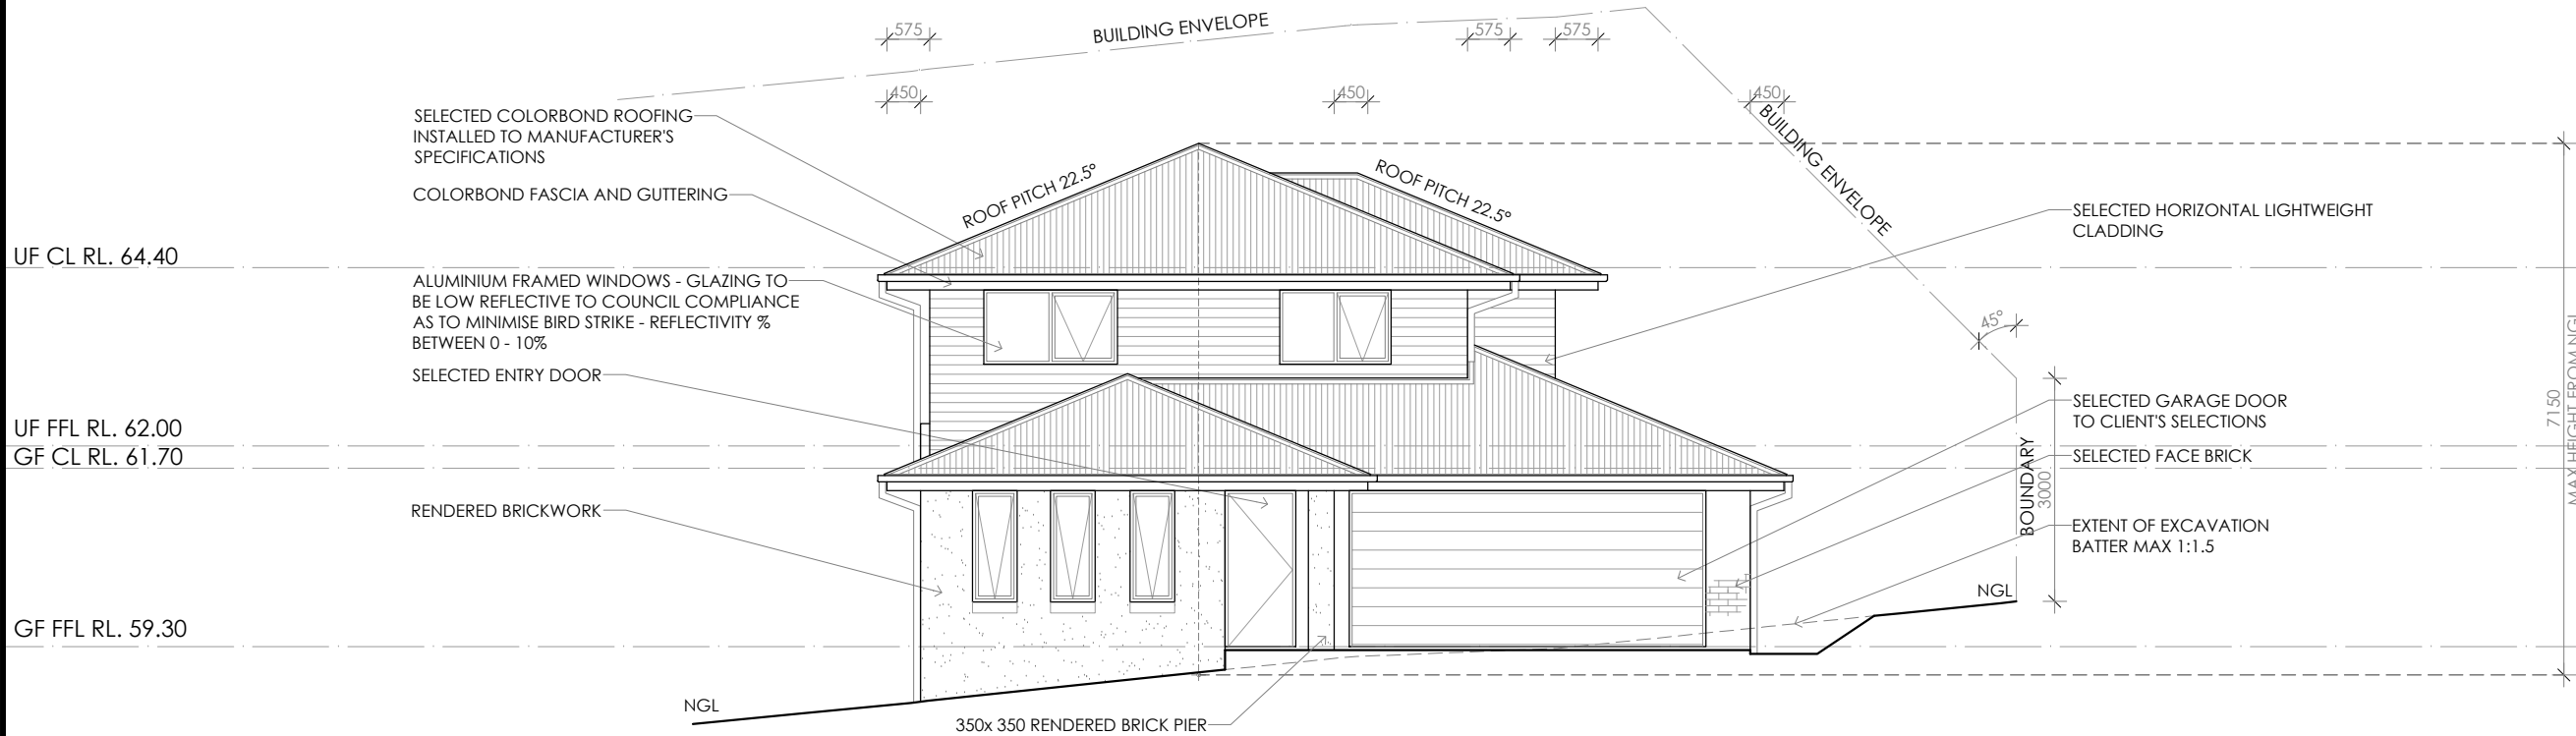 BUILDING ENVELOPE
575
575
575
450
450
450
SELECTED COLORBOND ROOFING
INSTALLED TO MANUFACTURER'S
SPECIFICATIONS
COLORBOND FASCIA AND GUTTERING
ROOF PITCH 22.5°
ROOF PITCH 22.5°
BUILDING ENVELOPE
SELECTED HORIZONTAL LIGHTWEIGHT
CLADDING
UF CL RL. 64.40
ALUMINIUM FRAMED WINDOWS - GLAZING TO
BE LOW REFLECTIVE TO COUNCIL COMPLIANCE
AS TO MINIMISE BIRD STRIKE - REFLECTIVITY %
BETWEEN 0 - 10%
45°
SELECTED ENTRY DOOR
SELECTED GARAGE DOOR
TO CLIENT'S SELECTIONS
7150
MAX HEIGHT FROM NGL
UF FFL RL. 62.00
GF CL RL. 61.70
SELECTED FACE BRICK
BOUNDARY
3000
RENDERED BRICKWORK
EXTENT OF EXCAVATION
BATTER MAX 1:1.5
NGL
GF FFL RL. 59.30
NGL
350x 350 RENDERED BRICK PIER